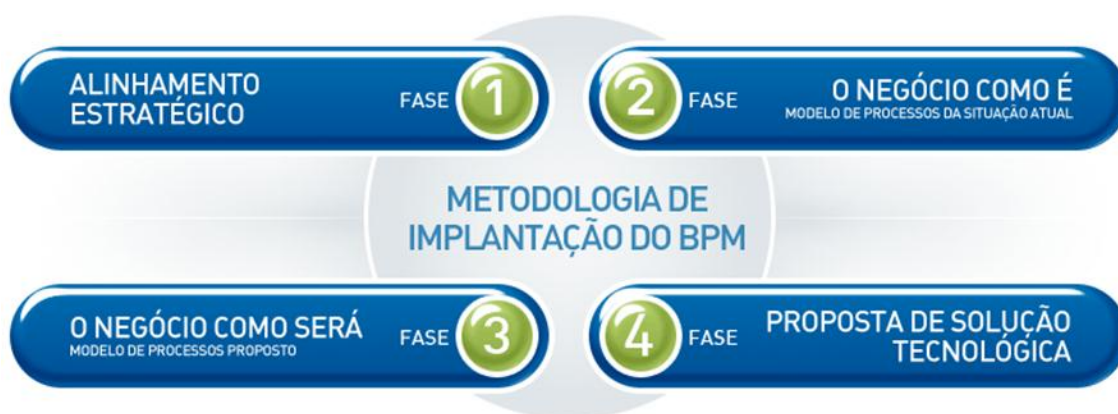 ALINHAMENTO
ESTRATÉGICO
FASE 1
2 FASE
O NEGÓCIO COMO É
MODELO DE PROCESSOS DA SITUAÇÃO ATUAL
METODOLOGIA DE
IMPLANTAÇÃO DO BPM
O NEGÓCIO COMO SERÁ
MODELO DE PROCESSOS PROPOSTO
FASE 3
4 FASE
PROPOSTA DE SOLUÇÃO
TECNOLÓGICA